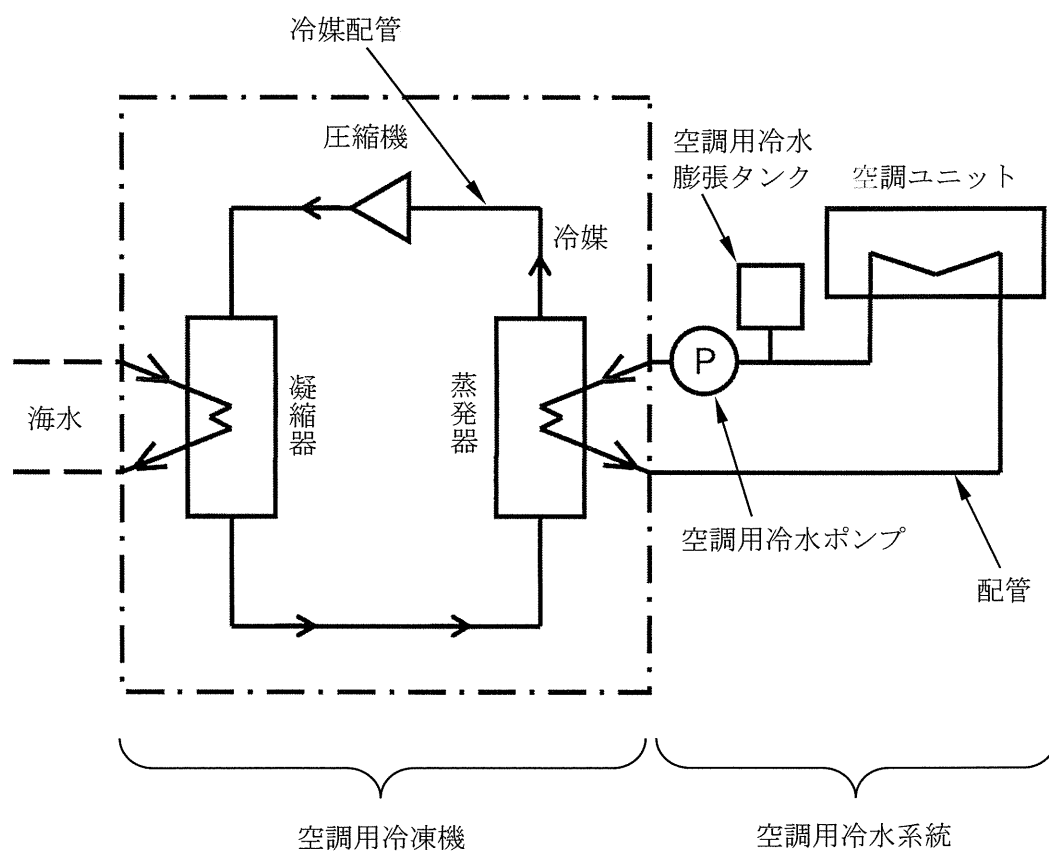 冷媒配管
圧縮機
空調用冷水
膨張タンク
空調ユニット
冷媒
P
海水
凝縮器
蒸発器
空調用冷水ポンプ
配管
空調用冷凍機
空調用冷水系統